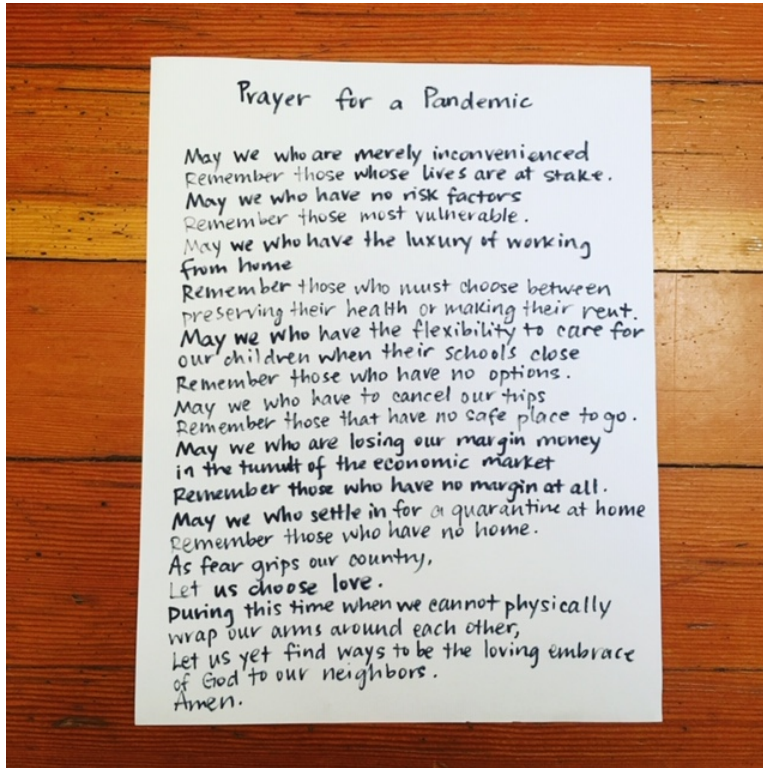 Prayer for a Pandemic
May we who are merely inconvenienced
Remember those whose lives are at stake.
May we who have no risk factors
Remember those most vulnerable.
May we who have the luxury of working
from home
Remember those who must choose between
preserving their health or making their rent.
May we who have the flexibility to care for
our children when their schools close
Remember those who have no options.
May we who have to cancel our trips
Remember those that have no safe place to go.
May we who are losing our margin money
in the tumult of the economic market
Remember those who have no margin at all.
May we who settle in for a quarantine at home
Remember those who have no home.
As fear grips our country,
Let us choose love.
During this time when we cannot physically
wrap our arms around each other,
Let us yet find ways to be the loving embrace
of God to our neighbors.
Amen.